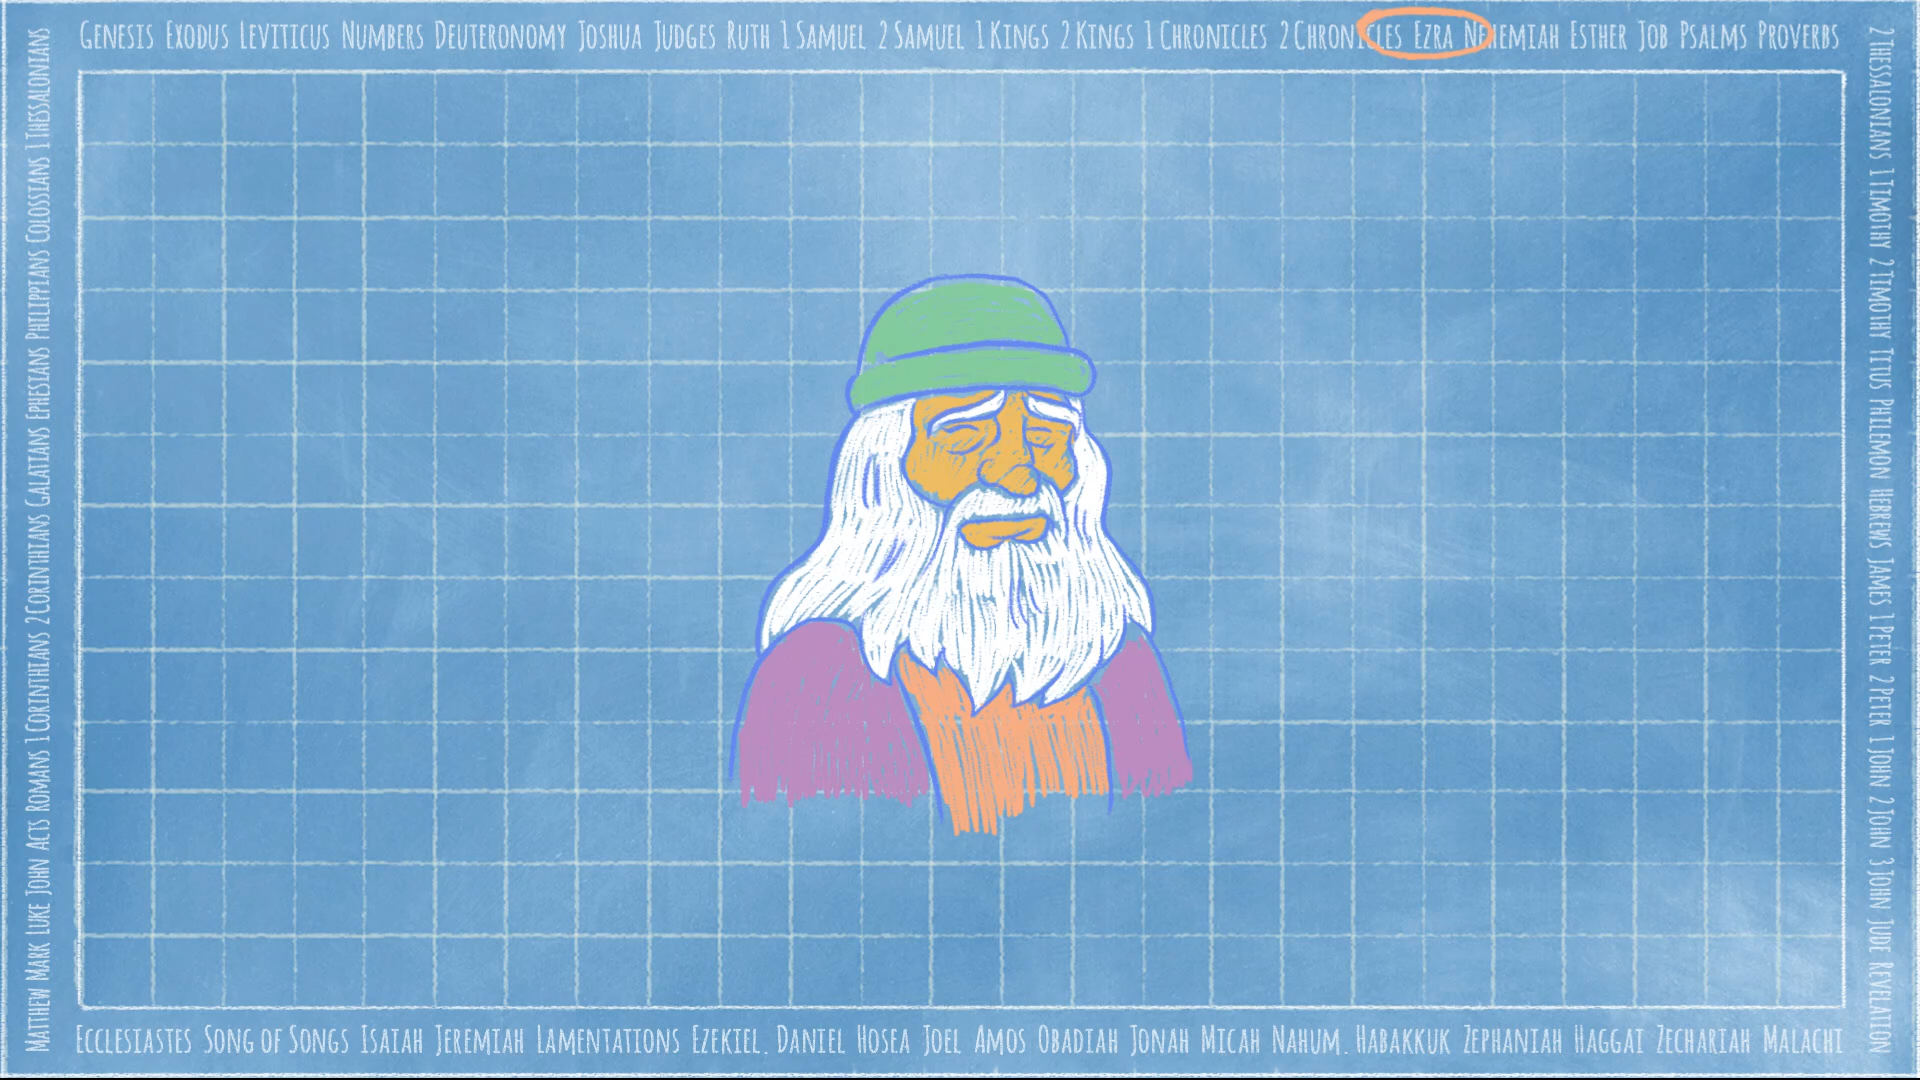 Genesis Exodus Leviticus Numbers Deuteronomy Joshua Judges Ruth 1 Samuel 2 Samuel 1 Kings 2 Kings 1 Chronicles 2 Chronicles Ezra Nehemiah Esther Job Psalms Proverbs
Matthew Mark Luke John Acts Romans 1 Corinthians 2 Corinthians Galatians Ephesians Philippians Colossians 1 Thessalonians
2 Thessalonians 1 Timothy 2 Timothy Titus Philemon Hebrews James 1 Peter 2 Peter 1 John 2 John 3 John Jude Revelation
Ecclesiastes Song of Songs Isaiah Jeremiah Lamentations Ezekiel. Daniel Hosea Joel Amos Obadiah Jonah Micah Nahum. Habakkuk Zephaniah Haggai Zechariah Malachi